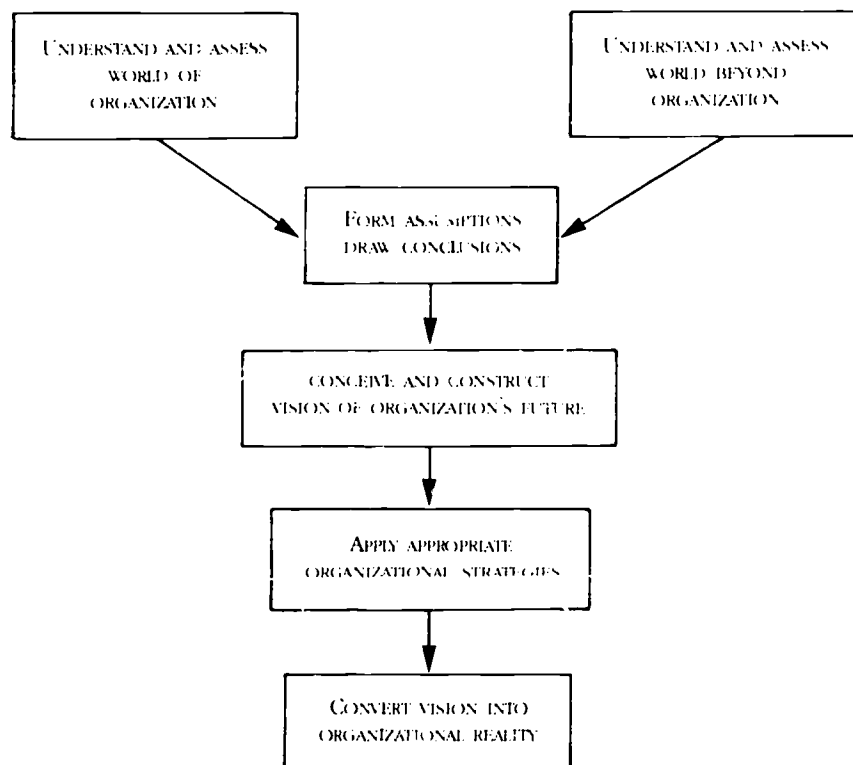 UNDERSTAND AND ASSESS
WORLD OF
ORGANIZATION
UNDERSTAND AND ASSESS
WORLD BEYOND
ORGANIZATION
FORM ASSUMPTIONS
DRAW CONCLUSIONS
CONCEIVE AND CONSTRUCT
VISION OF ORGANIZATION'S FUTURE
APPLY APPROPRIATE
ORGANIZATIONAL STRATEGIES
CONVERT VISION INTO
ORGANIZATIONAL REALITY